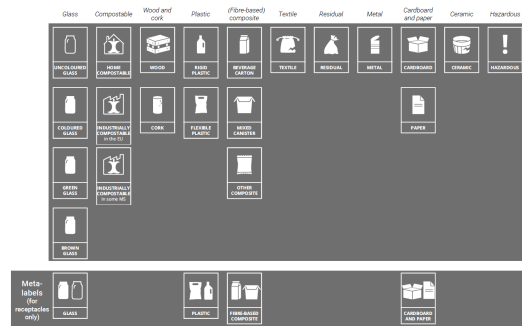 Glass
Compostable
Wood and
cork
Plastic
(Fibre-based)
composite
Textile
Residual
Metal
Cardboard
and paper
Ceramic
Hazardous
UNCOLOURED
GLASS
HOME
COMPOSTABLE
WOOD
RIGID
PLASTIC
BEVERAGE
CARTON
TEXTILE
RESIDUAL
METAL
CARDBOARD
CERAMIC
HAZARDOUS
COLOURED
GLASS
INDUSTRIALLY
COMPOSTABLE
in the EU
CORK
FLEXIBLE
PLASTIC
MIXED
CANISTER
PAPER
GREEN
GLASS
INDUSTRIALLY
COMPOSTABLE
in some MS
OTHER
COMPOSITE
BROWN
GLASS
Meta-
labels
(for
receptacles
only)
GLASS
PLASTIC
FIBRE-BASED
COMPOSITE
CARDBOARD
AND PAPER